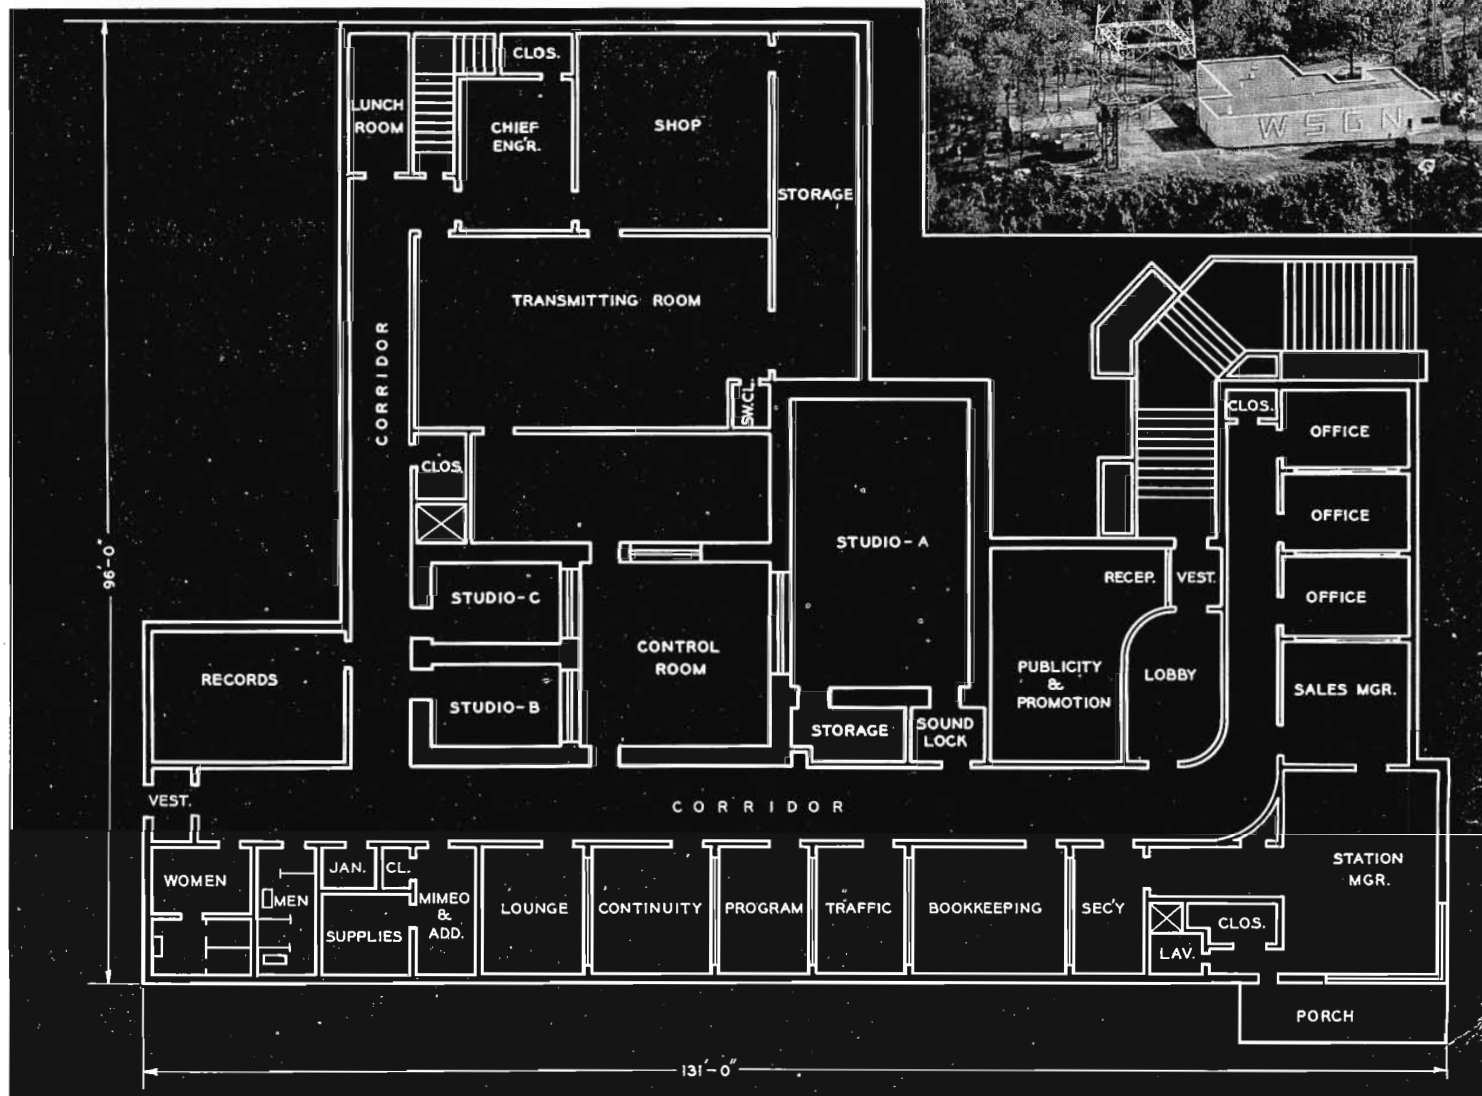 CLOS.
LUNCH
ROOM
CHIEF
ENG'R.
SHOP
STORAGE
WSGN
TRANSMITTING ROOM
CORRIDOR
SW.CL.
CLOS.
CLOS.
OFFICE
OFFICE
OFFICE
STUDIO-A
96'-0"
STUDIO-C
RECEP.
VEST.
CONTROL
ROOM
RECORDS
STUDIO-B
PUBLICITY
&
PROMOTION
LOBBY
SALES MGR.
STORAGE
SOUND
LOCK
VEST.
CORRIDOR
WOMEN
MEN
JAN.
CL.
SUPPLIES
MIMEO
&
ADD.
LOUNGE
CONTINUITY
PROGRAM
TRAFFIC
BOOKKEEPING
SEC'Y
STATION
MGR.
CLOS.
LAV.
PORCH
131'-0"